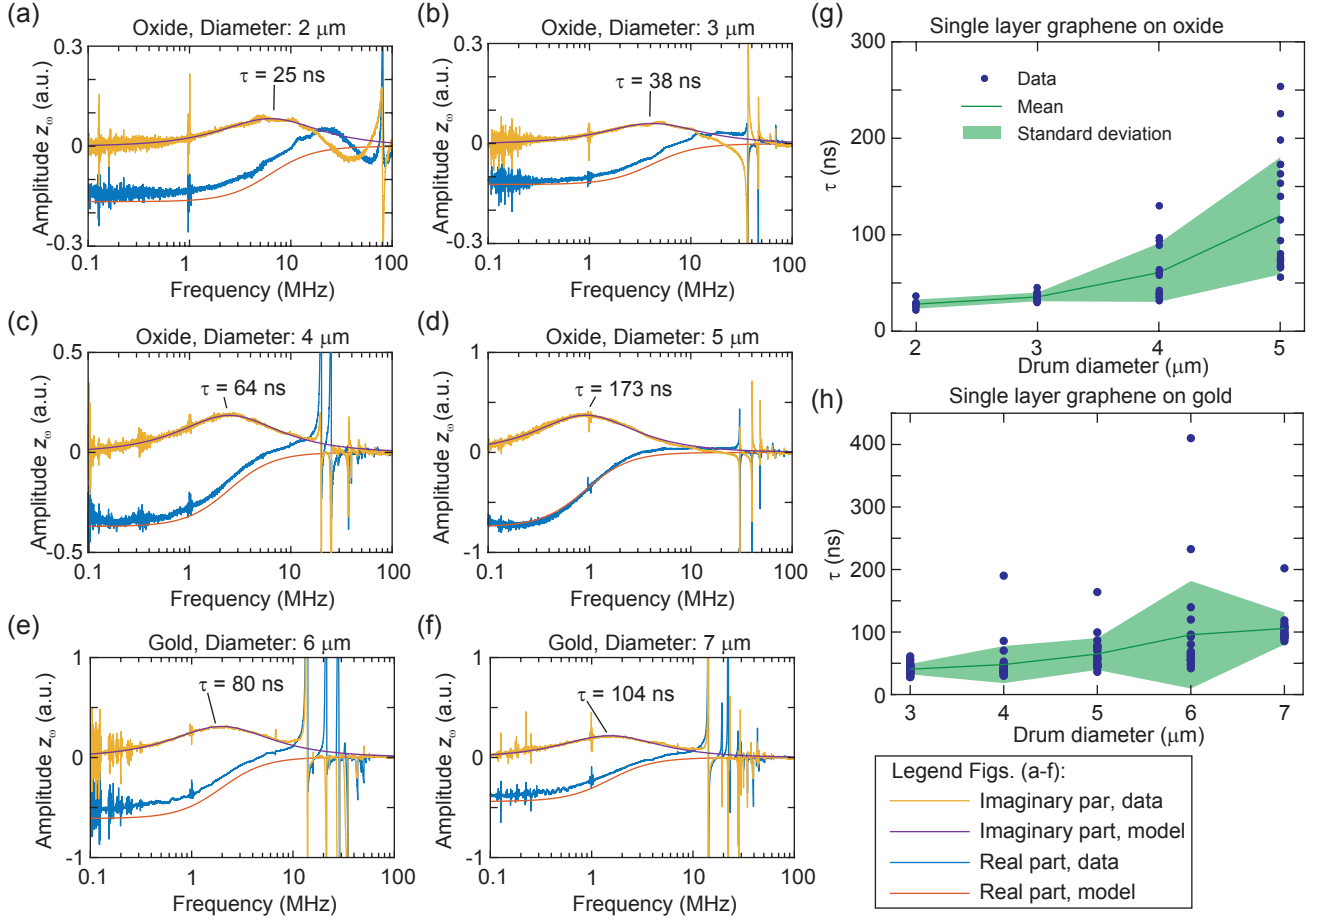 (a)
Oxide, Diameter: 2 μm
0.3
0
-0.3
Amplitude zω (a.u.)
τ = 25 ns
0.1 1 10 100
Frequency (MHz)
(b)
Oxide, Diameter: 3 μm
0.3
0
-0.3
Amplitude zω (a.u.)
τ = 38 ns
0.1 1 10 100
Frequency (MHz)
(c)
Oxide, Diameter: 4 μm
0.5
0
-0.5
Amplitude zω (a.u.)
τ = 64 ns
0.1 1 10 100
Frequency (MHz)
(d)
Oxide, Diameter: 5 μm
1
0
-1
Amplitude zω (a.u.)
τ = 173 ns
0.1 1 10 100
Frequency (MHz)
(e)
Gold, Diameter: 6 μm
1
0
-1
Amplitude zω (a.u.)
τ = 80 ns
0.1 1 10 100
Frequency (MHz)
(f)
Gold, Diameter: 7 μm
1
0
-1
Amplitude zω (a.u.)
τ = 104 ns
0.1 1 10 100
Frequency (MHz)
(g)
Single layer graphene on oxide
300
200
100
0
τ (ns)
Data
Mean
Standard deviation
2 3 4 5
Drum diameter (μm)
(h)
Single layer graphene on gold
400
300
200
100
0
τ (ns)
3 4 5 6 7
Drum diameter (μm)
Legend Figs. (a-f):
Imaginary par, data
Imaginary part, model
Real part, data
Real part, model